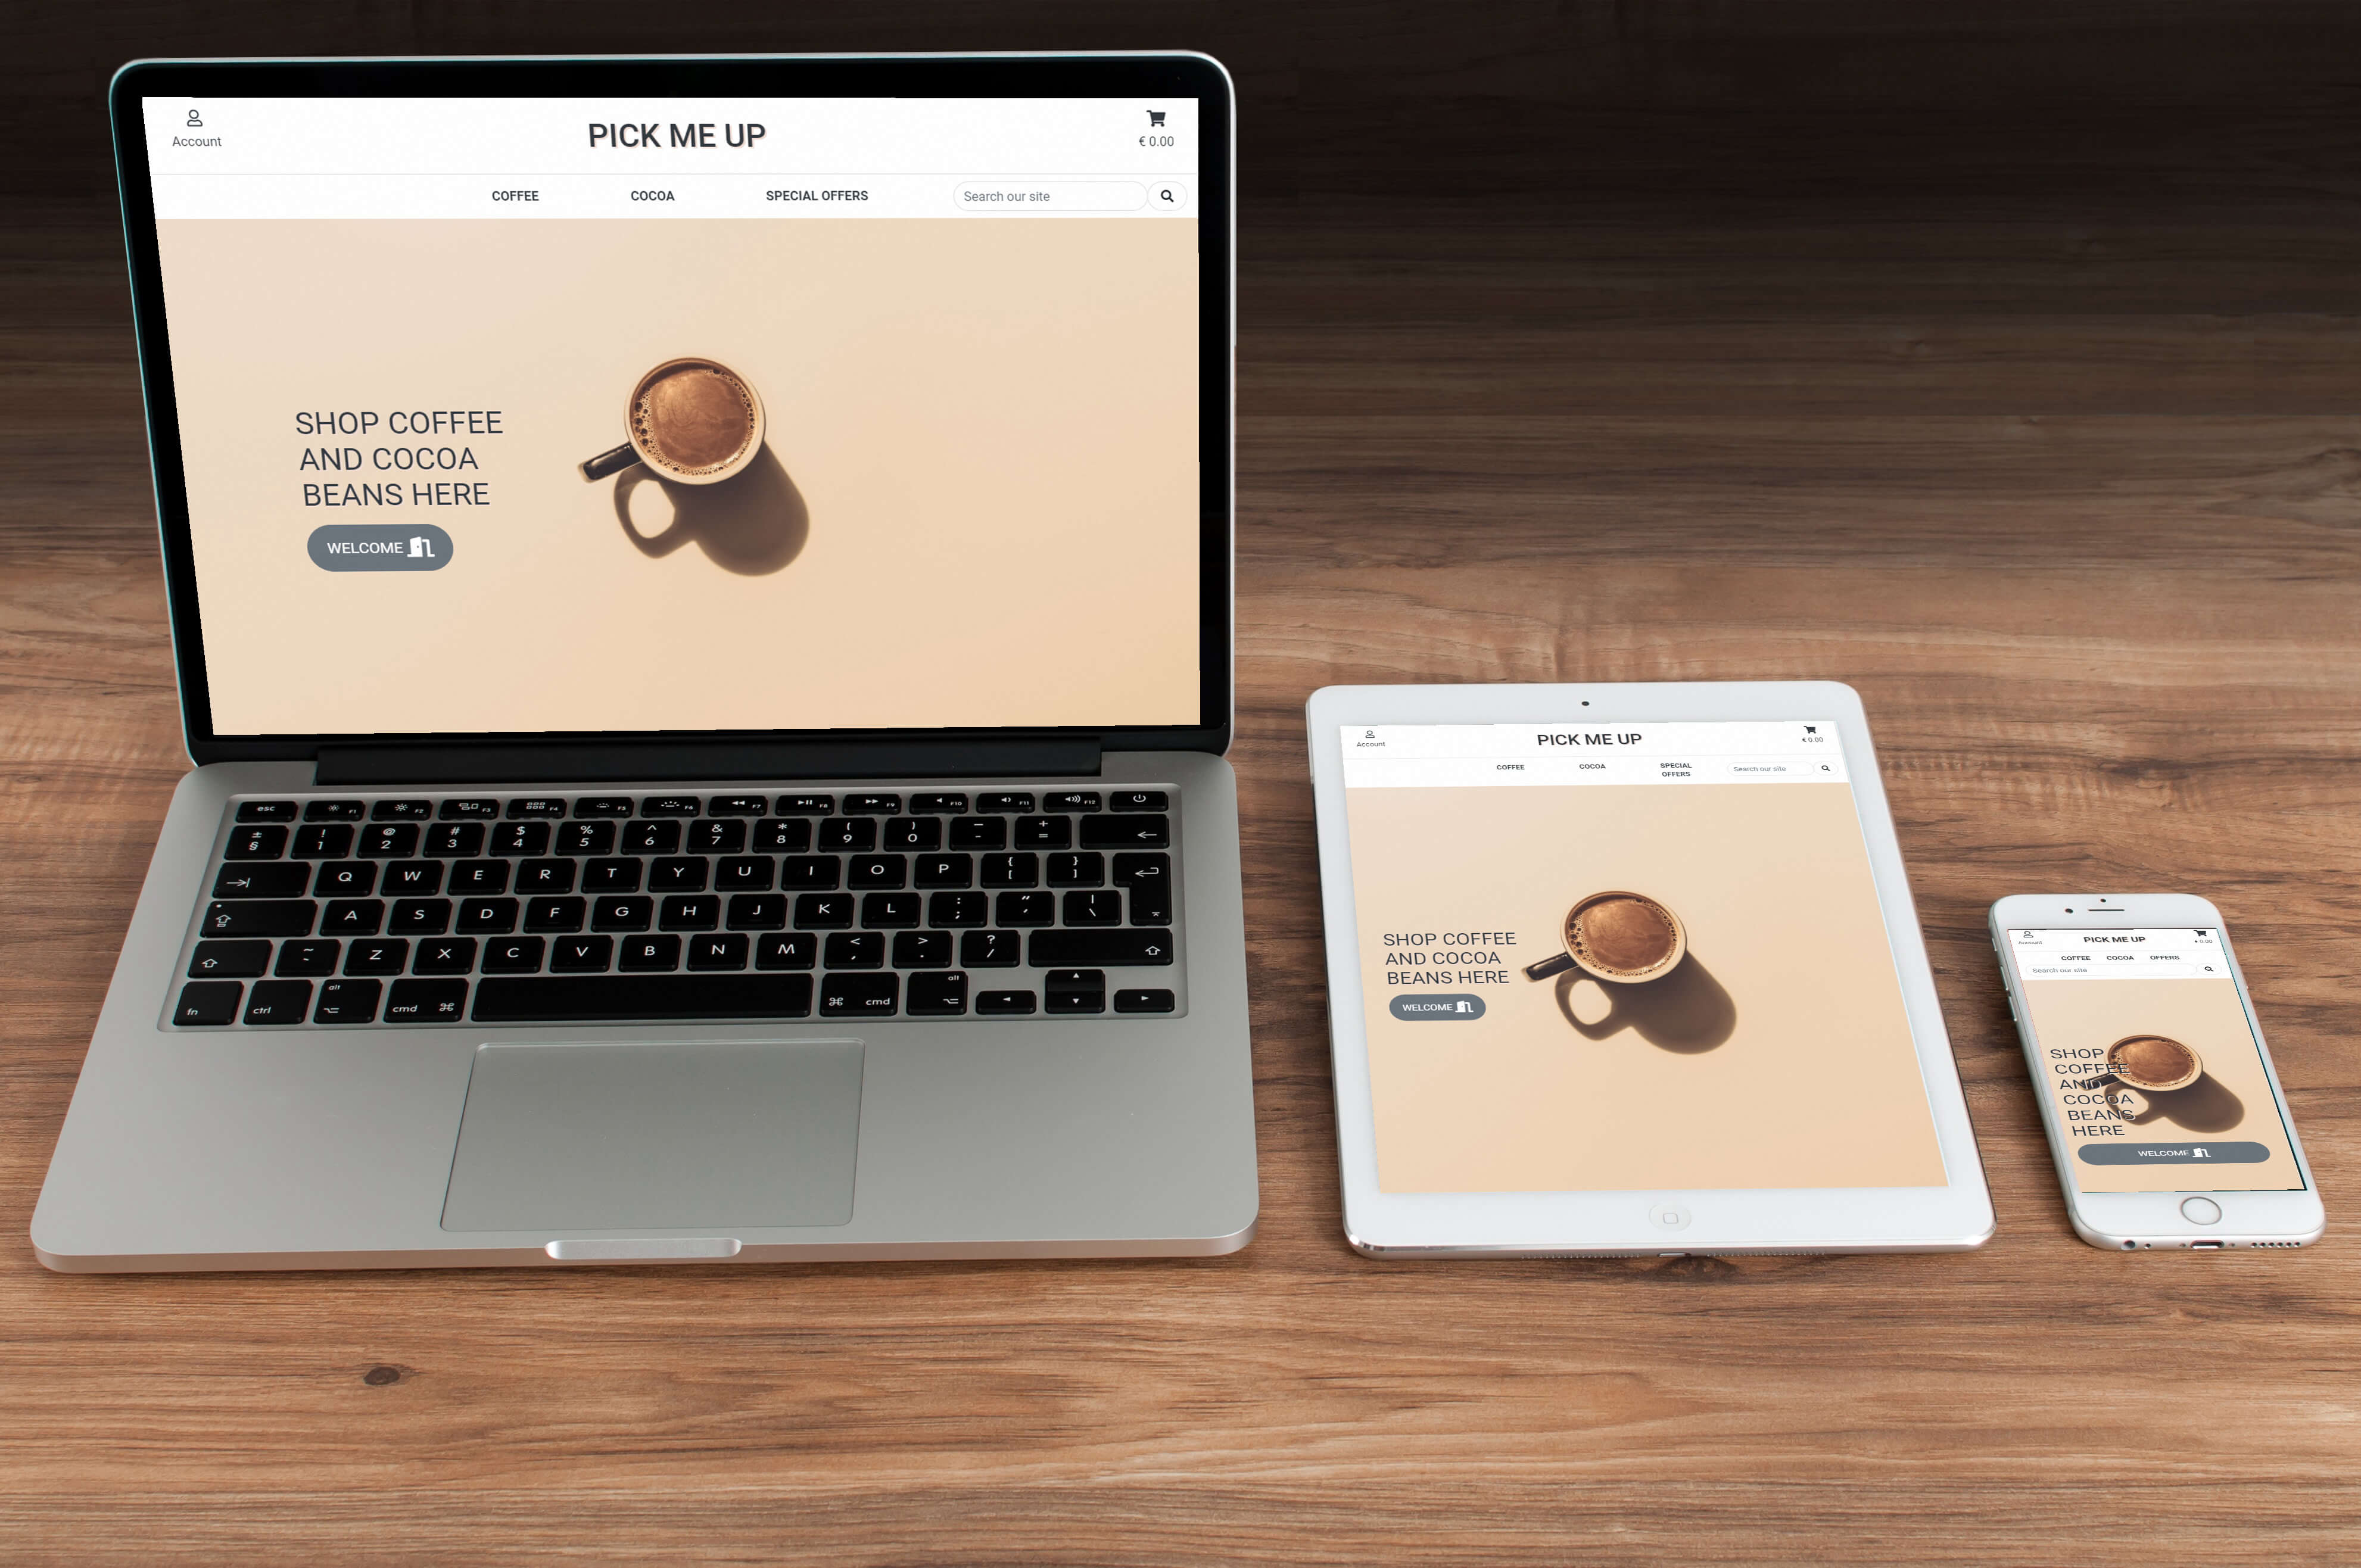 Account
PICK ME UP
€ 0.00
COFFEE COCOA SPECIAL OFFERS Search our site
SHOP COFFEE
AND COCOA
BEANS HERE
WELCOME
esc F1 F2 F3 F4 F5 F6 F7 F8 F9 F10 F11 F12
± ! @ # $ % ^ & * ( ) _ +
§ 1 2 3 4 5 6 7 8 9 0 - =
Q W E R T Y U I O P { }
[ ]
A S D F G H J K L : " |
; ' \
~ Z X C V B N M < > ?
` , . /
alt alt
fn ctrl cmd ⌘ ⌘ cmd
Account
PICK ME UP
€ 0.00
COFFEE COCOA SPECIAL
OFFERS
Search our site
SHOP COFFEE
AND COCOA
BEANS HERE
WELCOME
Account
PICK ME UP
€ 0.00
COFFEE COCOA OFFERS
Search our site
SHOP
COFFEE
AND
COCOA
BEANS
HERE
WELCOME